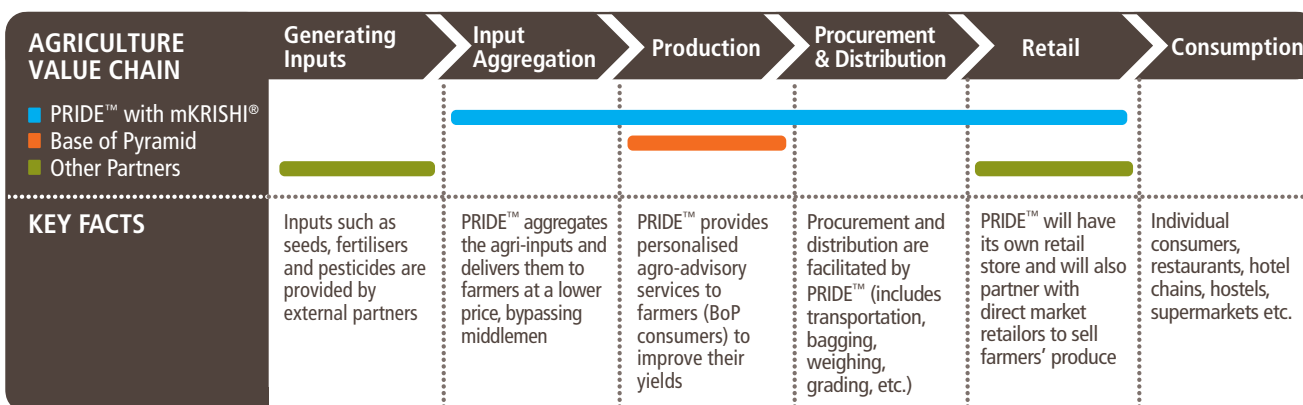 AGRICULTURE
VALUE CHAIN
PRIDE™ with mKRISHI®
Base of Pyramid
Other Partners
Generating
Inputs
Input
Aggregation
Production
Procurement
& Distribution
Retail
Consumption
KEY FACTS
Inputs such as
seeds, fertilisers
and pesticides are
provided by
external partners
PRIDE™ aggregates
the agri-inputs and
delivers them to
farmers at a lower
price, bypassing
middlemen
PRIDE™ provides
personalised
agro-advisory
services to
farmers (BoP
consumers) to
improve their
yields
Procurement and
distribution are
facilitated by
PRIDE™ (includes
transportation,
bagging,
weighing,
grading, etc.)
PRIDE™ will have
its own retail
store and will also
partner with
direct market
retailors to sell
farmers’ produce
Individual
consumers,
restaurants, hotel
chains, hostels,
supermarkets etc.